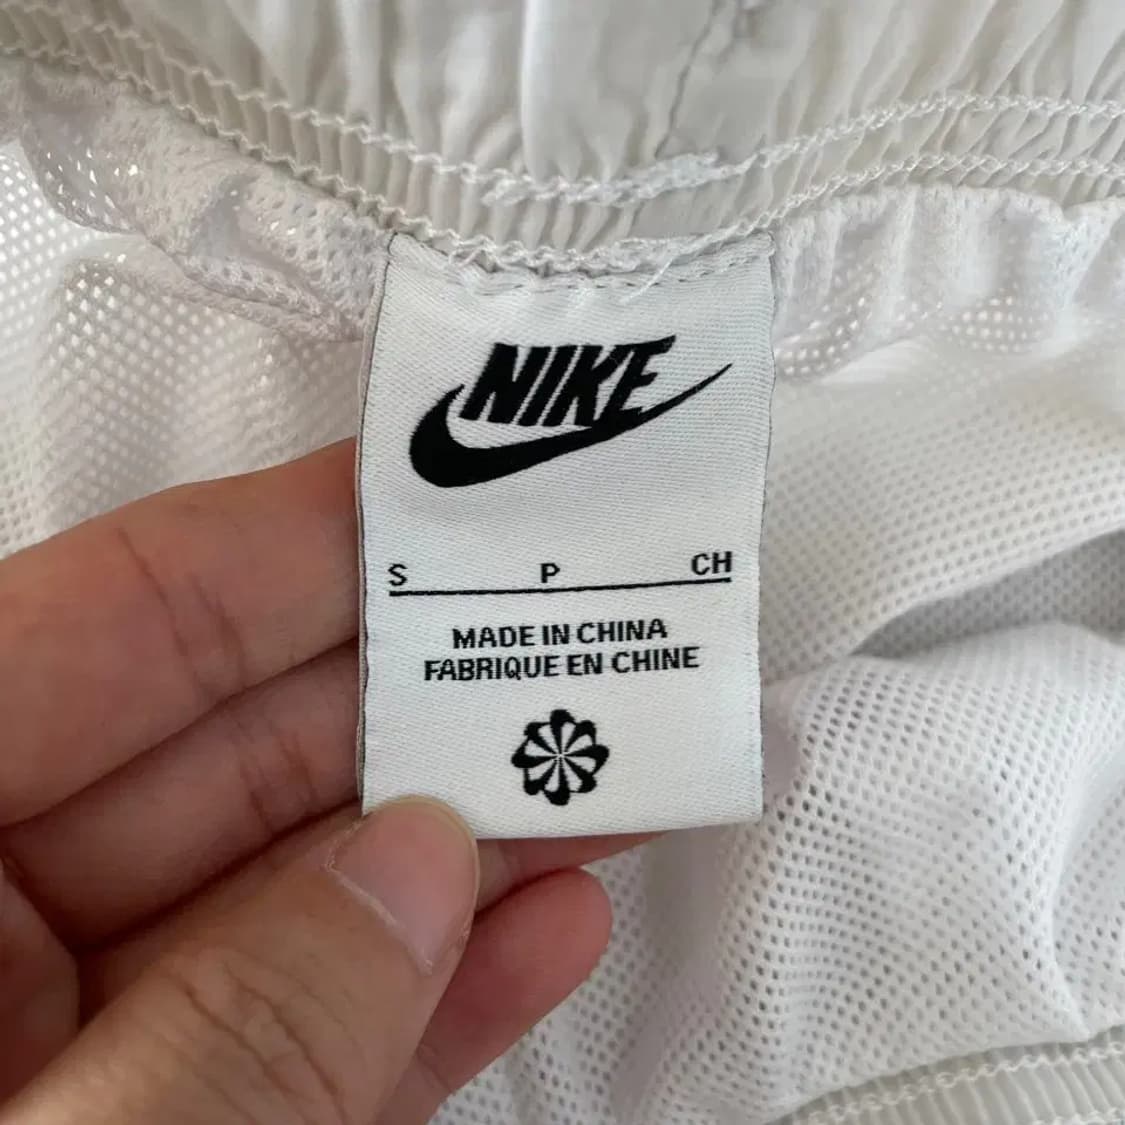 NIKE
S P CH
MADE IN CHINA
FABRIQUE EN CHINE